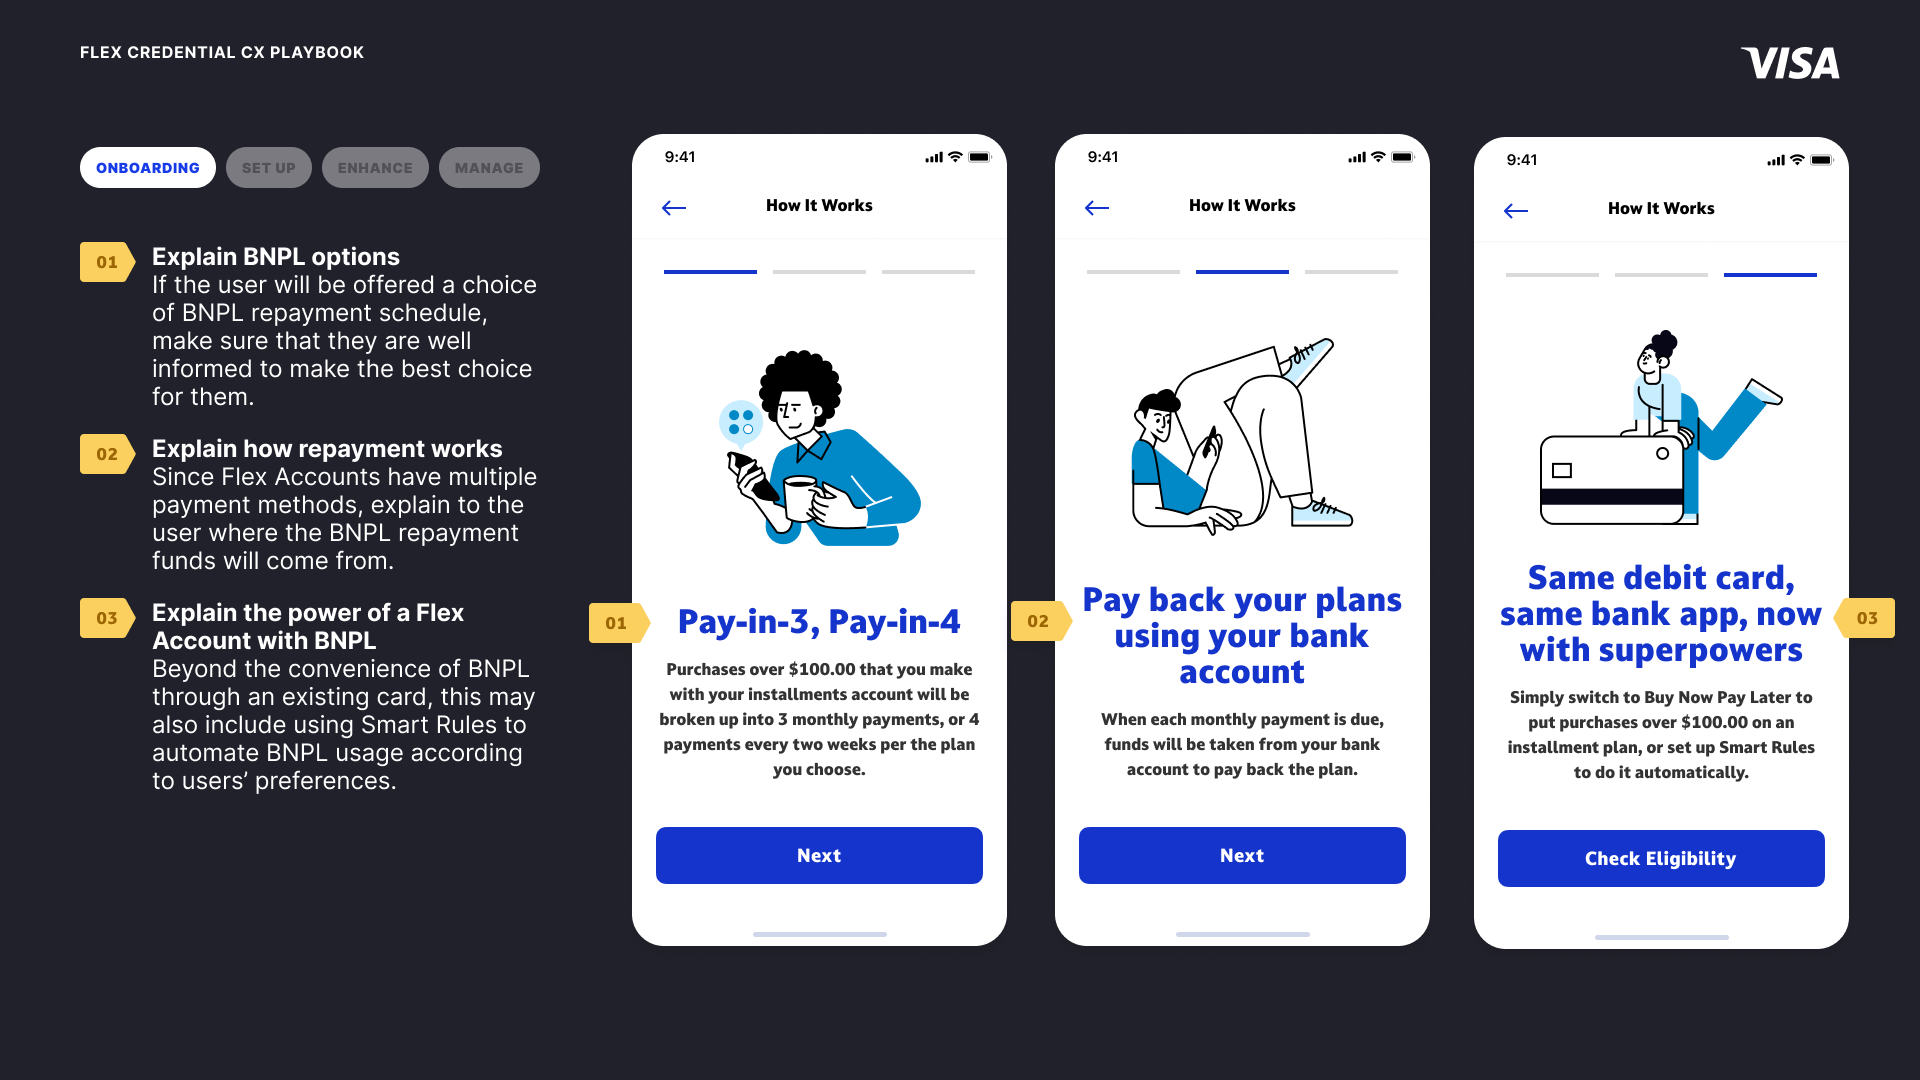 FLEX CREDENTIAL CX PLAYBOOK
VISA
ONBOARDING
SET UP
ENHANCE
MANAGE
01
Explain BNPL options
If the user will be offered a choice
of BNPL repayment schedule,
make sure that they are well
informed to make the best choice
for them.
02
Explain how repayment works
Since Flex Accounts have multiple
payment methods, explain to the
user where the BNPL repayment
funds will come from.
03
Explain the power of a Flex
Account with BNPL
Beyond the convenience of BNPL
through an existing card, this may
also include using Smart Rules to
automate BNPL usage according
to users’ preferences.
9:41
How It Works
01
Pay-in-3, Pay-in-4
Purchases over $100.00 that you make
with your installments account will be
broken up into 3 monthly payments, or 4
payments every two weeks per the plan
you choose.
Next
9:41
How It Works
02
Pay back your plans
using your bank
account
When each monthly payment is due,
funds will be taken from your bank
account to pay back the plan.
Next
9:41
How It Works
03
Same debit card,
same bank app, now
with superpowers
Simply switch to Buy Now Pay Later to
put purchases over $100.00 on an
installment plan, or set up Smart Rules
to do it automatically.
Check Eligibility